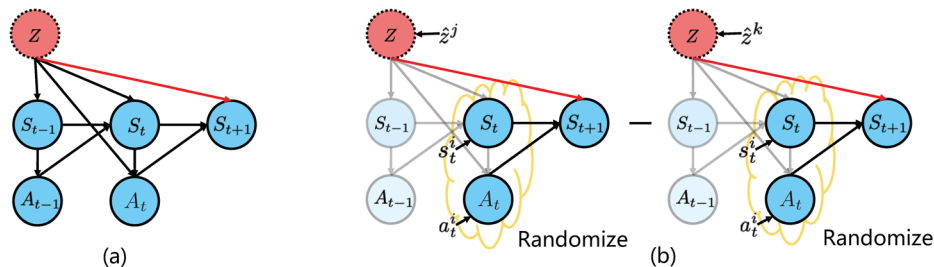 Z
S_{t-1} S_t S_{t+1}
A_{t-1} A_t
(a)
Z ẑ^j
S_{t-1} S_t S_{t+1}
s_t^i
A_{t-1} A_t
a_t^i
Randomize
−
Z ẑ^k
S_{t-1} S_t S_{t+1}
s_t^i
A_{t-1} A_t
a_t^i
Randomize
(b)